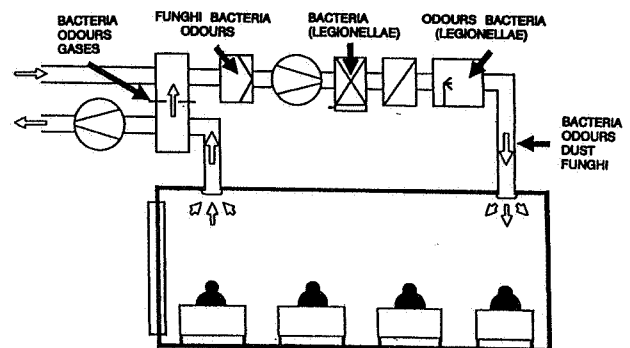 BACTERIA
ODOURS
GASES
FUNGHI BACTERIA
ODOURS
BACTERIA
(LEGIONELLAE)
ODOURS BACTERIA
(LEGIONELLAE)
BACTERIA
ODOURS
DUST
FUNGHI